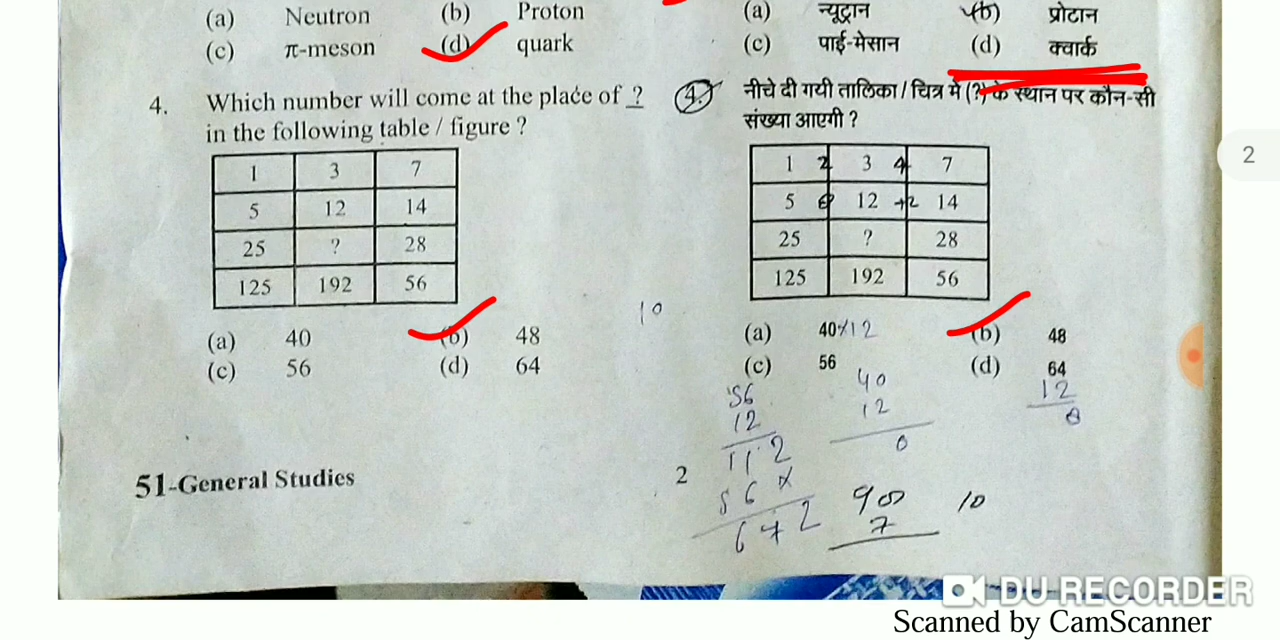 (a) Neutron (b) Proton
(c) π-meson (d) quark
4. Which number will come at the place of ?
in the following table / figure ?
1 3 7
5 12 14
25 ? 28
125 192 56
(a) 40 (b) 48
(c) 56 (d) 64
51-General Studies
10
2
(a) न्यूट्रान (b) प्रोटान
(c) पाई-मेसान (d) क्वार्क
4. नीचे दी गयी तालिका / चित्र में (?) के स्थान पर कौन-सी
संख्या आएगी ?
1 2 3 4 7
5 12 +2 14
25 ? 28
125 192 56
(a) 40×12 (b) 48
(c) 56 (d) 64
56
12
112
56×
672
40
12
0
12
8
7
10
2
DU RECORDER
Scanned by CamScanner